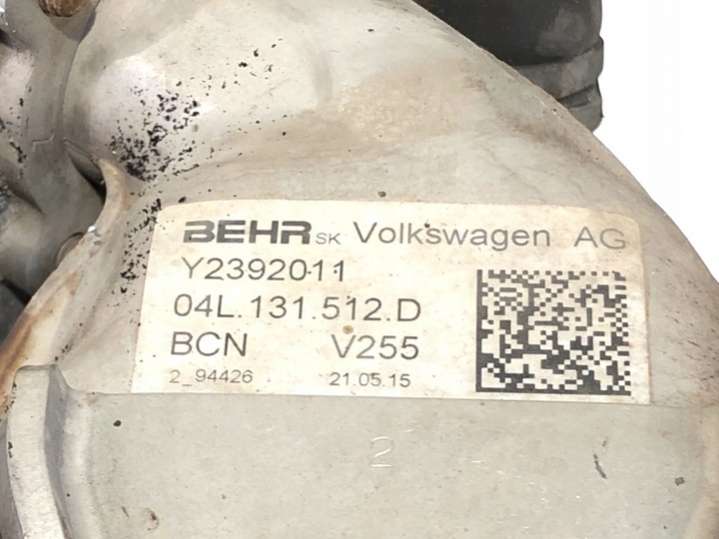 BEHR SK Volkswagen AG
Y2392011
04L.131.512.D
BCN V255
2_94426 21.05.15
2